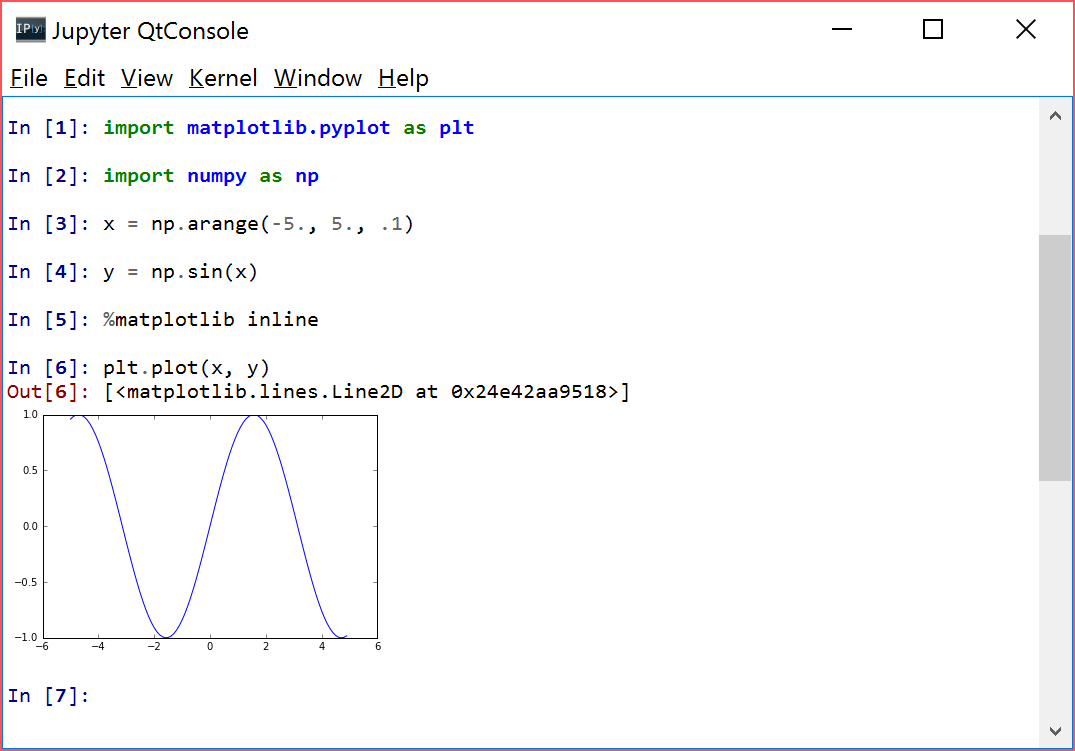 IP[y] Jupyter QtConsole
File Edit View Kernel Window Help
In [1]: import matplotlib.pyplot as plt
In [2]: import numpy as np
In [3]: x = np.arange(-5., 5., .1)
In [4]: y = np.sin(x)
In [5]: %matplotlib inline
In [6]: plt.plot(x, y)
Out[6]: [<matplotlib.lines.Line2D at 0x24e42aa9518>]
1.0
0.5
0.0
−0.5
−1.0
−6 −4 −2 0 2 4 6
In [7]: